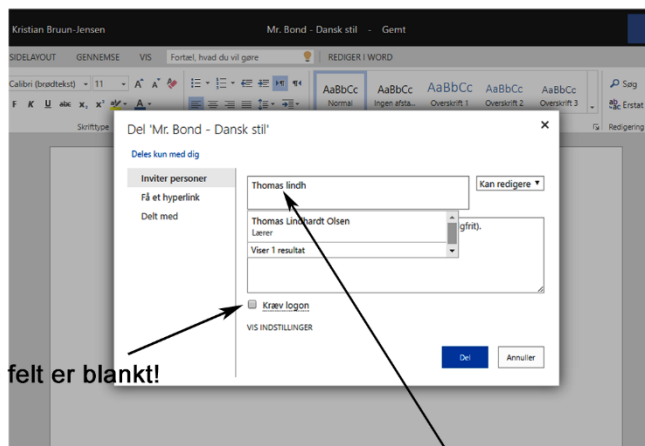 Kristian Bruun-Jensen Mr. Bond - Dansk stil - Gemt
SIDELAYOUT GENNEMSE VIS Fortæl, hvad du vil gøre REDIGER I WORD
Calibri (brødtekst) 11 A A AaBbCc AaBbCc AaBbCc AaBbCc AaBbCc Søg
F K U abc x₂ x² A Normal Ingen afsta... Overskrift 1 Overskrift 2 Overskrift 3 Erstat
Skrifttype Redigering
Del 'Mr. Bond - Dansk stil' ×
Deles kun med dig
Inviter personer
Få et hyperlink
Delt med
Thomas lindh Kan redigere
Thomas Lindhardt Olsen
Lærer
gfrit).
Viser 1 resultat
Kræv logon
VIS INDSTILLINGER
Del Annuller
felt er blankt!